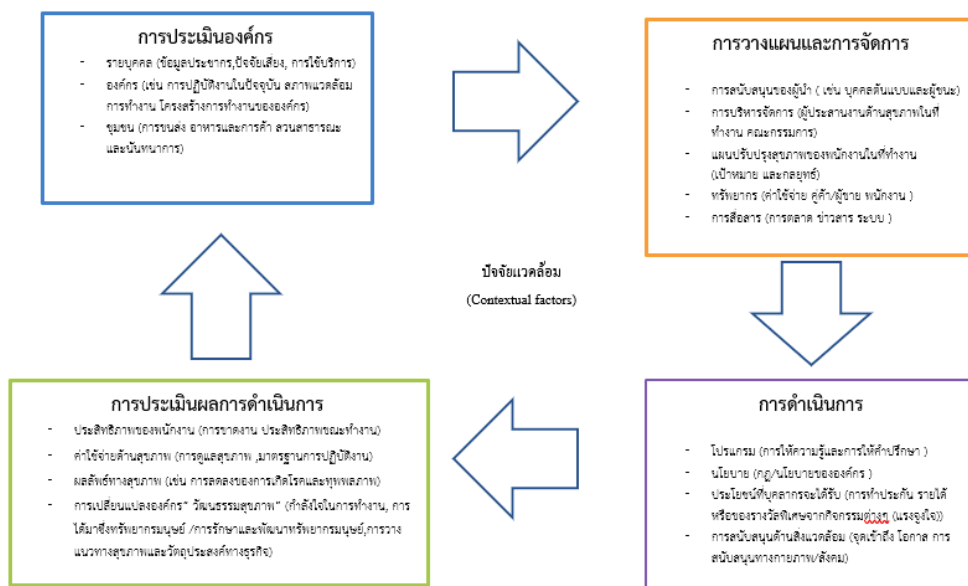 การประเมินองค์กร
- รายบุคคล (ข้อมูลประชากร,ปัจจัยเสี่ยง, การใช้บริการ)
- องค์กร (เช่น การปฏิบัติงานในปัจจุบัน สภาพแวดล้อม
การทำงาน โครงสร้างการทำงานขององค์กร)
- ชุมชน (การขนส่ง อาหารและการค้า สวนสาธารณะ
และนันทนาการ)
การวางแผนและการจัดการ
- การสนับสนุนของผู้นำ ( เช่น บุคคลต้นแบบและผู้ชนะ)
- การบริหารจัดการ (ผู้ประสานงานด้านสุขภาพในที่
ทำงาน คณะกรรมการ)
- แผนปรับปรุงสุขภาพของพนักงานในที่ทำงาน
(เป้าหมาย และกลยุทธ์)
- ทรัพยากร (ค่าใช้จ่าย คู่ค้า/ผู้ขาย พนักงาน )
- การสื่อสาร (การตลาด ข่าวสาร ระบบ )
ปัจจัยแวดล้อม
(Contextual factors)
การประเมินผลการดำเนินการ
- ประสิทธิภาพของพนักงาน (การขาดงาน ประสิทธิภาพขณะทำงาน)
- ค่าใช้จ่ายด้านสุขภาพ (การดูแลสุขภาพ ,มาตรฐานการปฏิบัติงาน)
- ผลลัพธ์ทางสุขภาพ (เช่น การลดลงของการเกิดโรคและทุพพลภาพ)
- การเปลี่ยนแปลงองค์กร" วัฒนธรรมสุขภาพ" (กำลังใจในการทำงาน, การ
ได้มาซึ่งทรัพยากรมนุษย์ /การรักษาและพัฒนาทรัพยากรมนุษย์,การวาง
แนวทางสุขภาพและวัตถุประสงค์ทางธุรกิจ)
การดำเนินการ
- โปรแกรม (การให้ความรู้และการให้คำปรึกษา )
- นโยบาย (กฎ/นโยบายขององค์กร )
- ประโยชน์ที่บุคลากรจะได้รับ (การทำประกัน รายได้
หรือของรางวัลพิเศษจากกิจกรรมต่างๆ (แรงจูงใจ))
- การสนับสนุนด้านสิ่งแวดล้อม (จุดเข้าถึง โอกาส การ
สนับสนุนทางกายภาพ/สังคม)